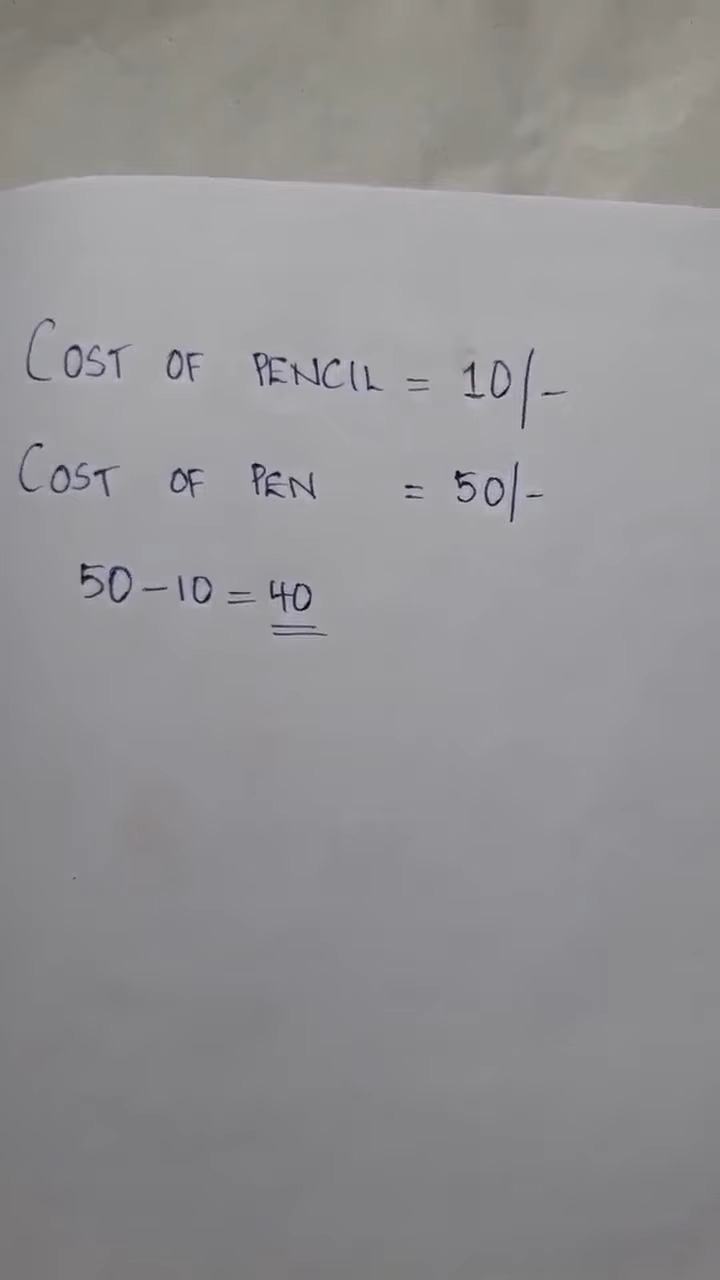 COST OF PENCIL = 10/-
COST OF PEN = 50/-
50-10 = 40